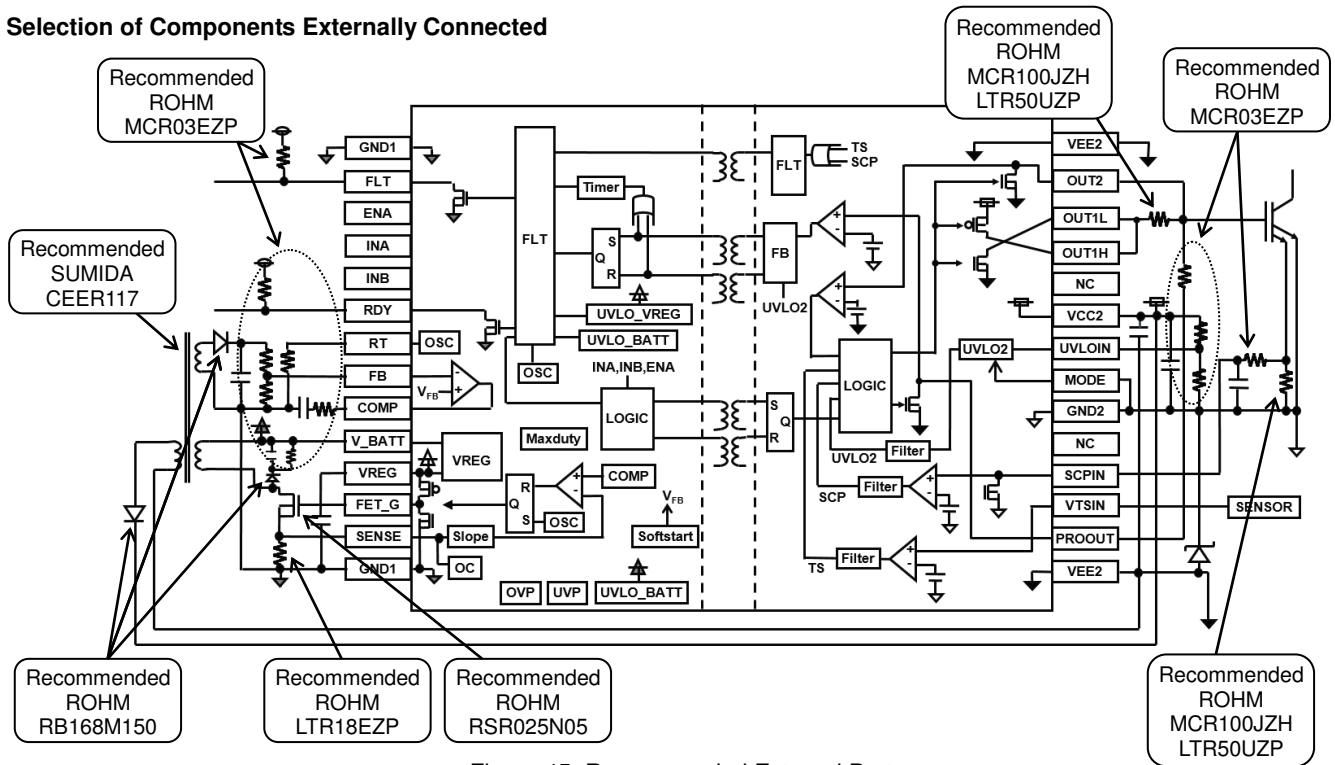 Selection of Components Externally Connected
Recommended
ROHM
MCR03EZP
Recommended
ROHM
MCR100JZH
LTR50UZP
Recommended
ROHM
MCR03EZP
Recommended
SUMIDA
CEER117
GND1
FLT
ENA
INA
INB
RDY
RT
FB
COMP
V_BATT
VREG
FET_G
SENSE
GND1
OSC
VFB
-
+
FLT
OSC
Timer
S
Q
R
UVLO_VREG
UVLO_BATT
INA,INB,ENA
LOGIC
Maxduty
VREG
R
Q
S
OSC
+
-
COMP
Slope
OC
VFB
Softstart
OVP
UVP
UVLO_BATT
FLT
TS
SCP
FB
UVLO2
+
-
+
-
LOGIC
UVLO2
S
Q
R
UVLO2
Filter
SCP
Filter
+
-
TS
Filter
+
-
VEE2
OUT2
OUT1L
OUT1H
NC
VCC2
UVLOIN
MODE
GND2
NC
SCPIN
VTSIN
PROOUT
VEE2
SENSOR
Recommended
ROHM
RB168M150
Recommended
ROHM
LTR18EZP
Recommended
ROHM
RSR025N05
Recommended
ROHM
MCR100JZH
LTR50UZP